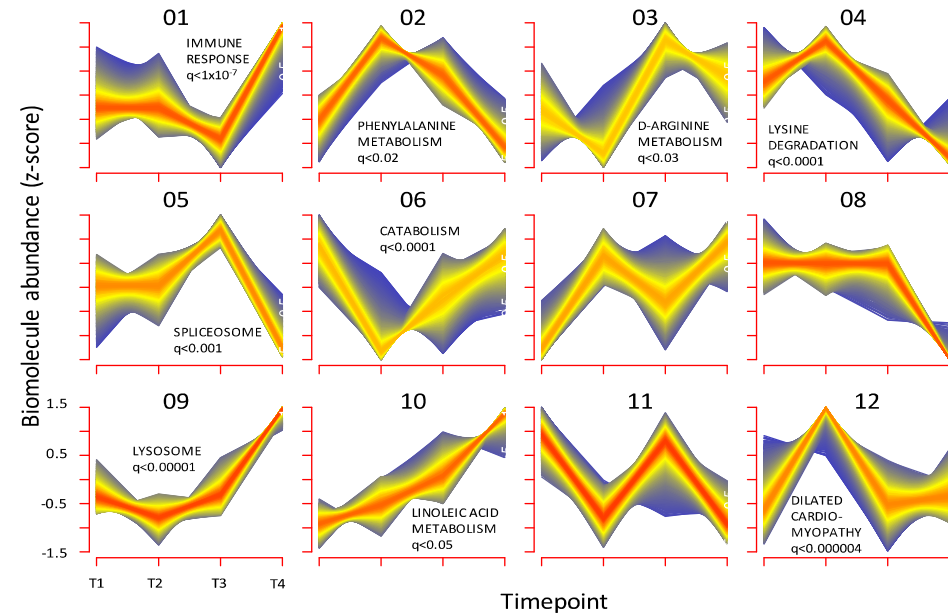 01
IMMUNE
RESPONSE
q<1x10⁻⁷
02
PHENYLALANINE
METABOLISM
q<0.02
03
D-ARGININE
METABOLISM
q<0.03
04
LYSINE
DEGRADATION
q<0.0001
05
SPLICEOSOME
q<0.001
06
CATABOLISM
q<0.0001
07
08
Biomolecule abundance (z-score)
09
LYSOSOME
q<0.00001
10
LINOLEIC ACID
METABOLISM
q<0.05
11
12
DILATED
CARDIO-
MYOPATHY
q<0.000004
1.5
0.5
-0.5
-1.5
T1 T2 T3 T4
Timepoint